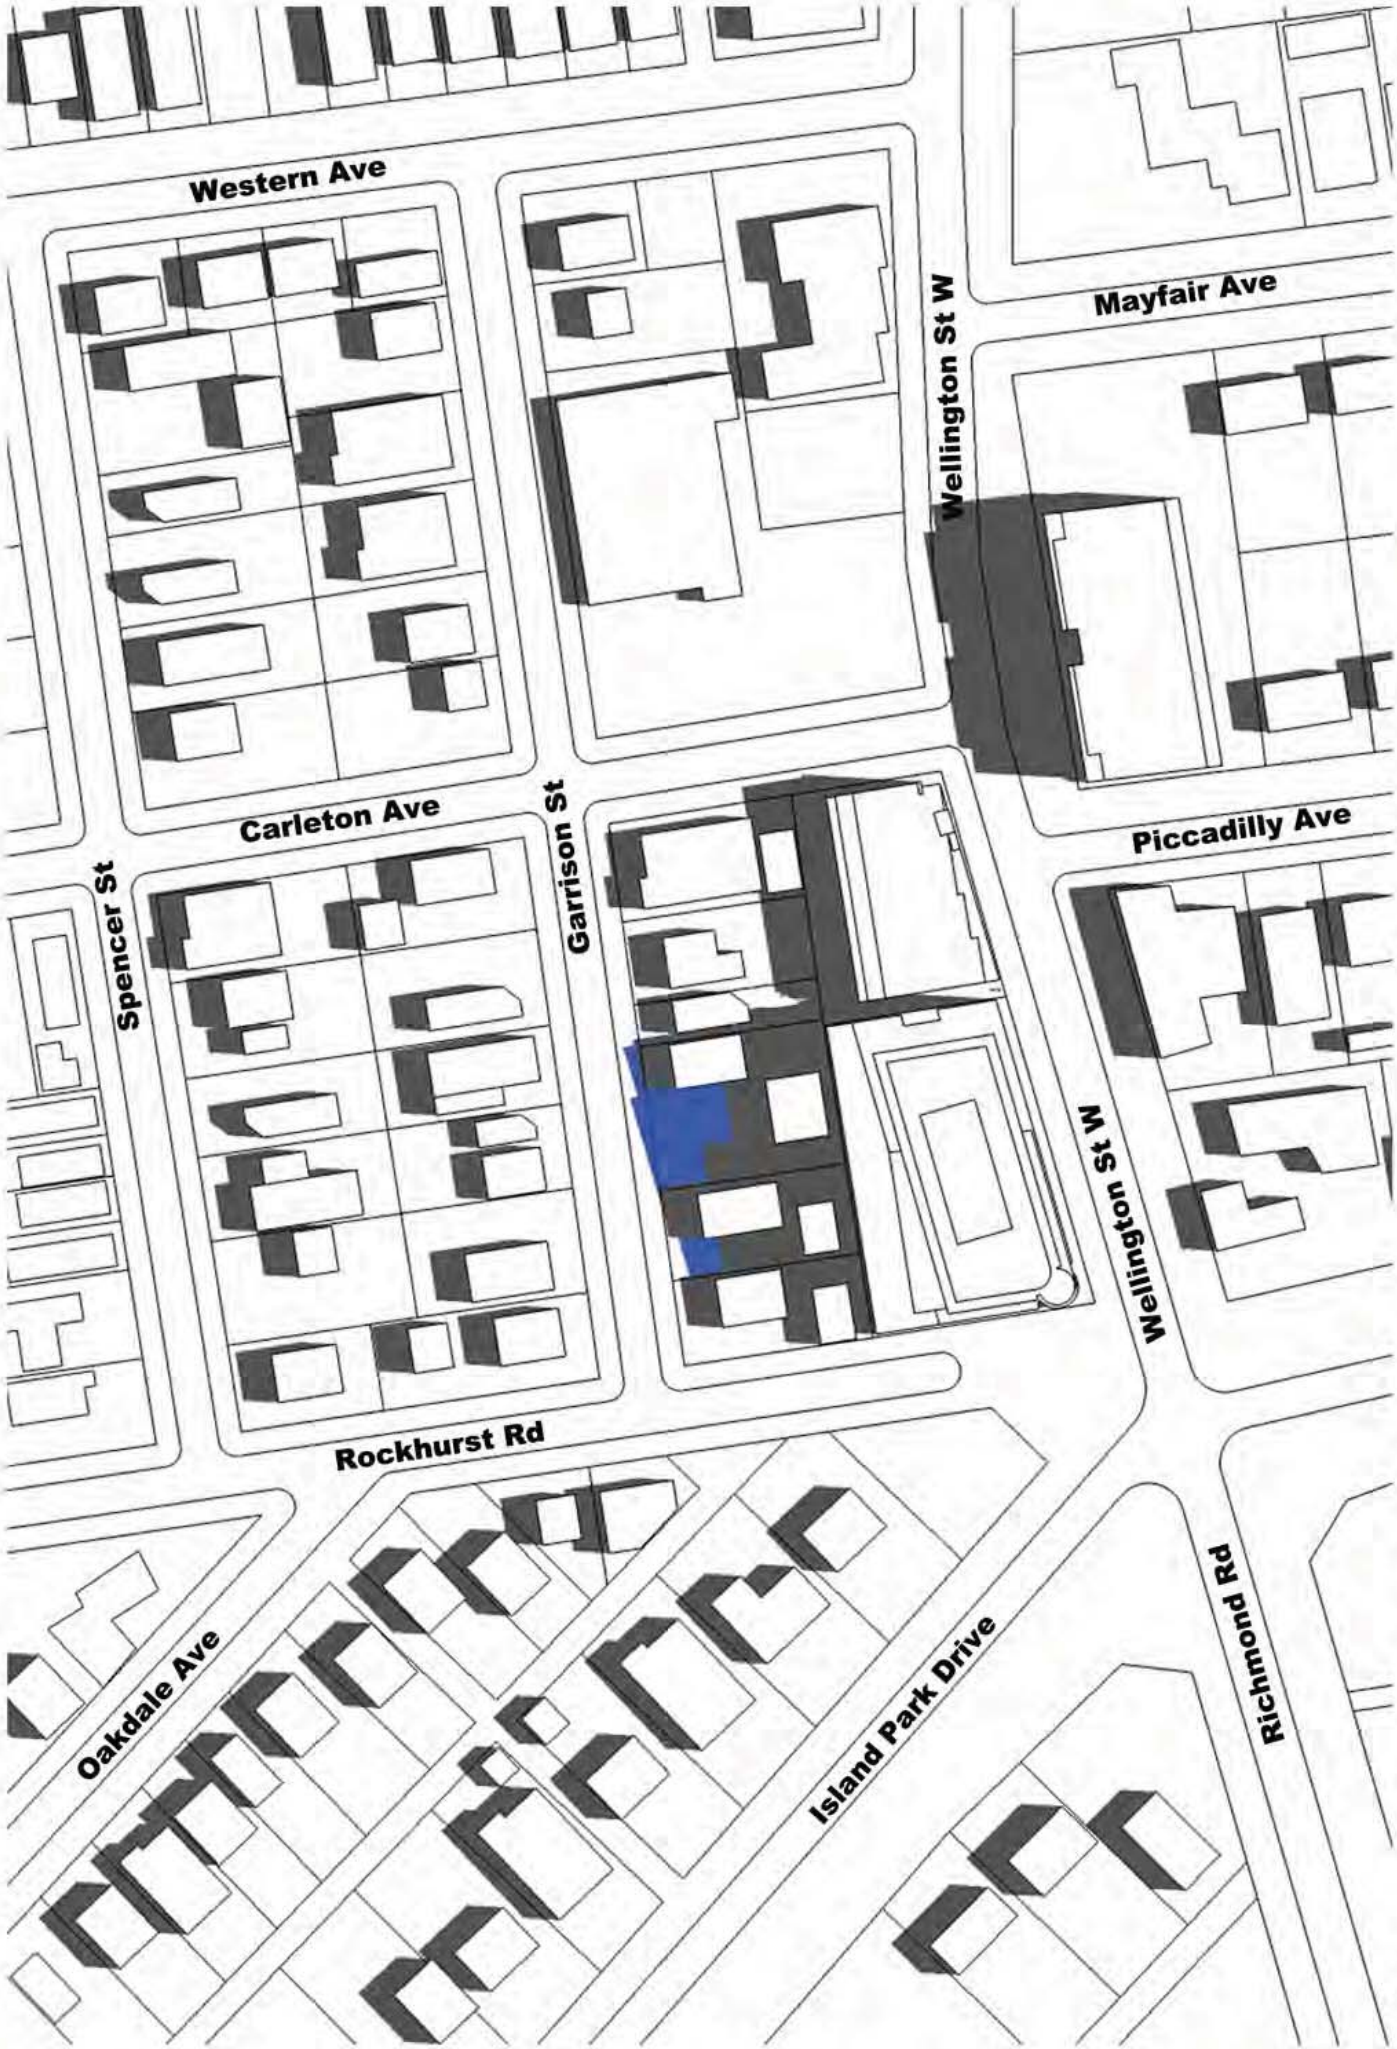 Western Ave
Mayfair Ave
Wellington St W
Carleton Ave
Garrison St
Piccadilly Ave
Spencer St
Wellington St W
Rockhurst Rd
Richmond Rd
Oakdale Ave
Island Park Drive